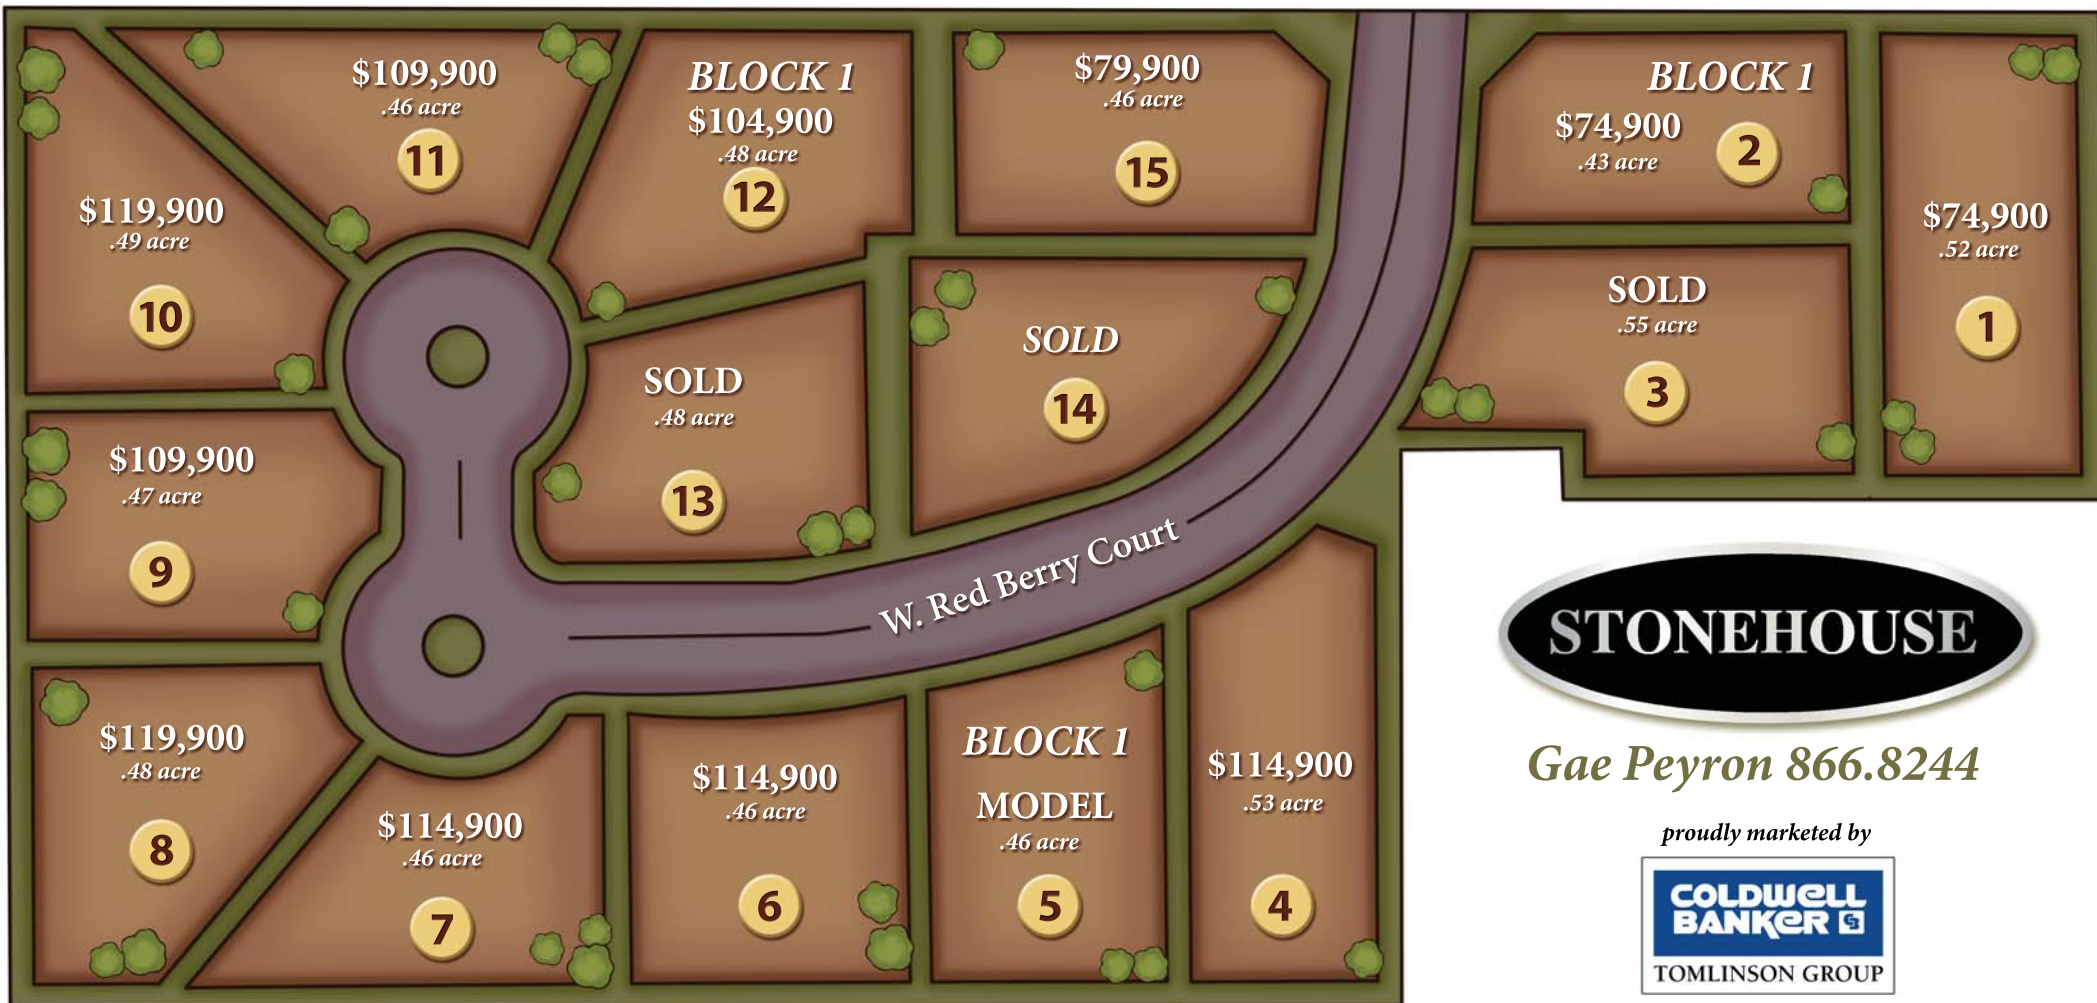 $109,900
.46 acre
11
BLOCK 1
$104,900
.48 acre
12
$79,900
.46 acre
15
BLOCK 1
$74,900
.43 acre
2
$74,900
.52 acre
1
$119,900
.49 acre
10
SOLD
.48 acre
13
SOLD
14
SOLD
.55 acre
3
$109,900
.47 acre
9
W. Red Berry Court
$119,900
.48 acre
8
$114,900
.46 acre
7
$114,900
.46 acre
6
BLOCK 1
MODEL
.46 acre
5
$114,900
.53 acre
4
STONEHOUSE
Gae Peyron 866.8244
proudly marketed by
COLDWELL
BANKER CB
TOMLINSON GROUP